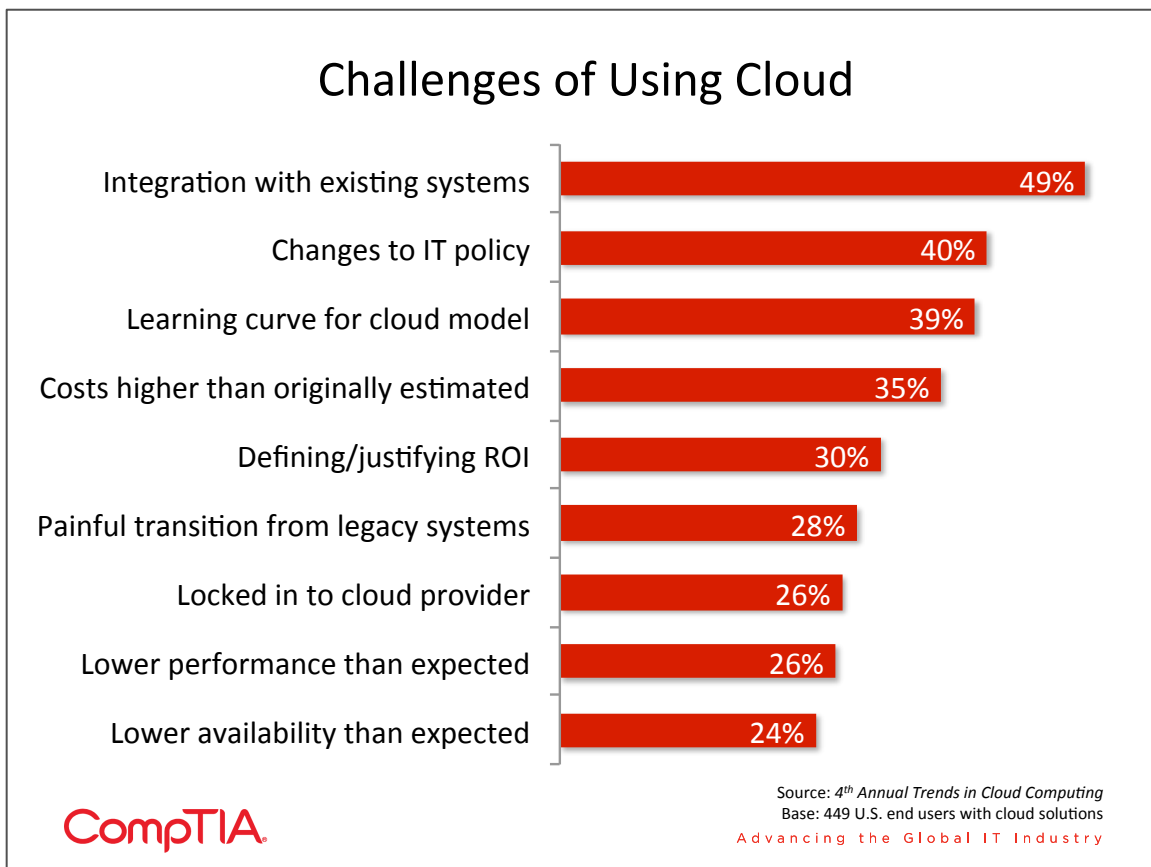 Challenges of Using Cloud
Integration with existing systems 49%
Changes to IT policy 40%
Learning curve for cloud model 39%
Costs higher than originally estimated 35%
Defining/justifying ROI 30%
Painful transition from legacy systems 28%
Locked in to cloud provider 26%
Lower performance than expected 26%
Lower availability than expected 24%
Source: 4th Annual Trends in Cloud Computing
Base: 449 U.S. end users with cloud solutions
CompTIA.
Advancing the Global IT Industry